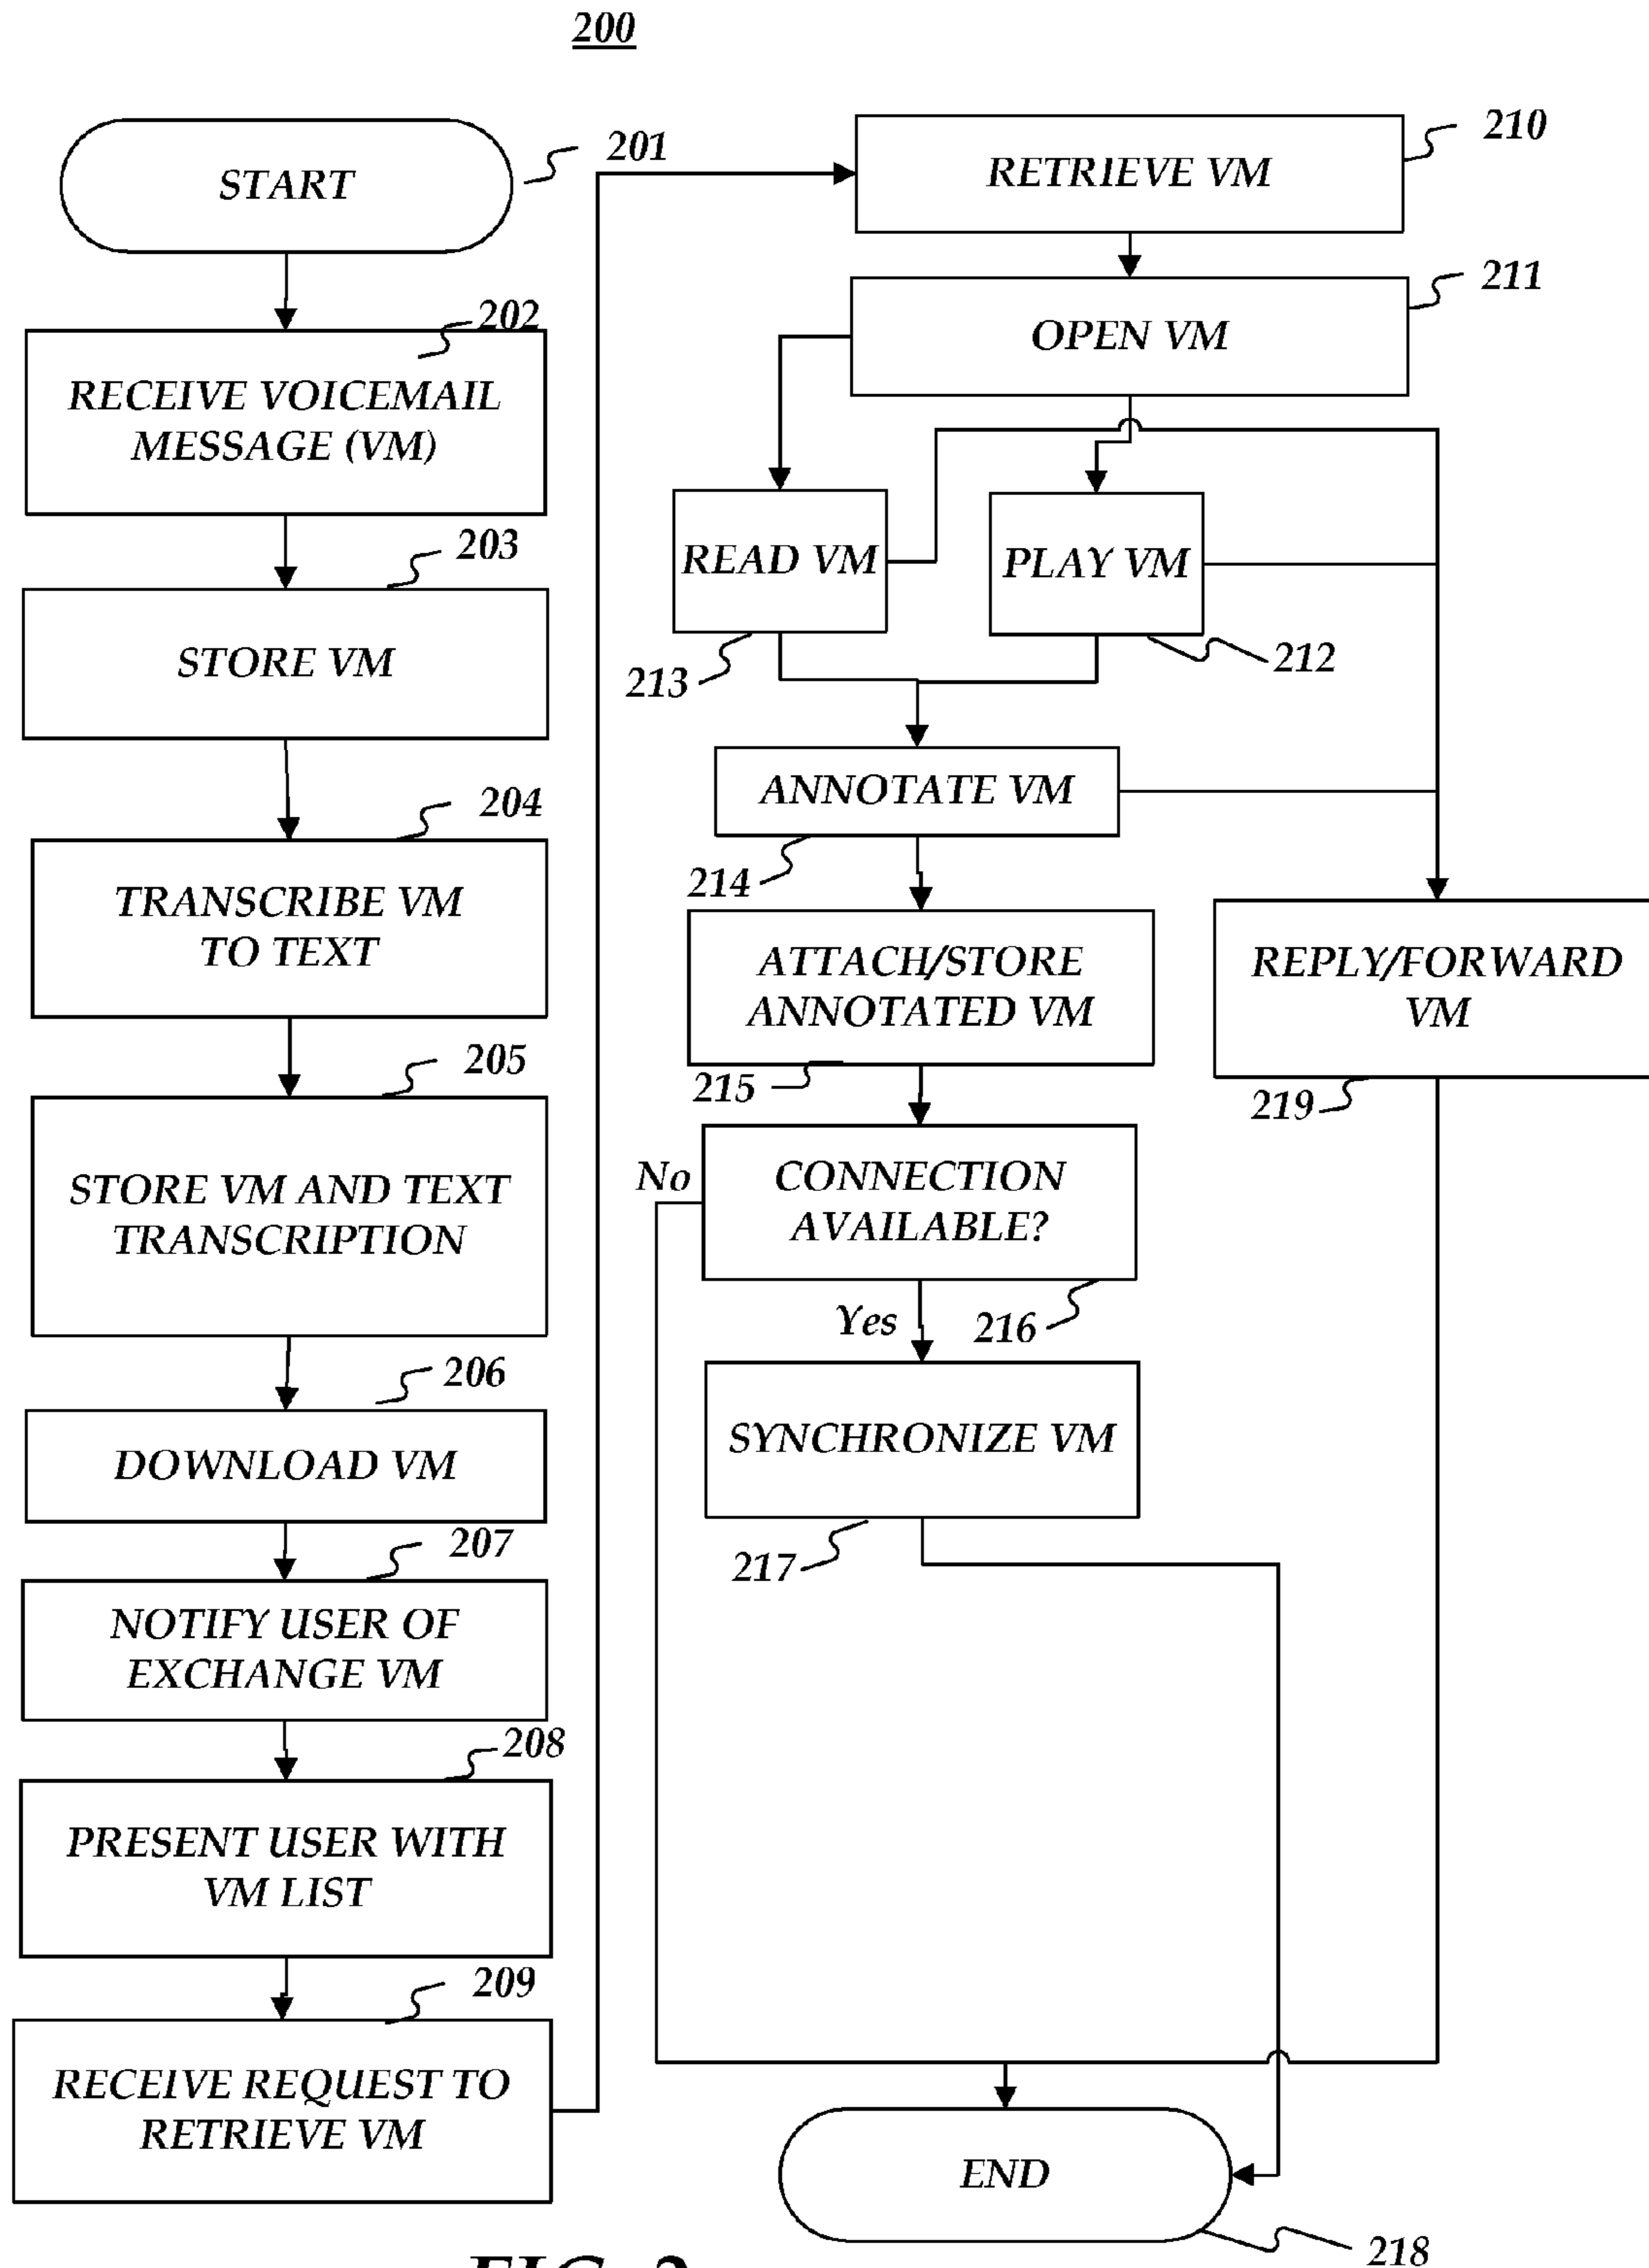 200
START
201
202
RECEIVE VOICEMAIL
MESSAGE (VM)
203
STORE VM
204
TRANSCRIBE VM
TO TEXT
205
STORE VM AND TEXT
TRANSCRIPTION
206
DOWNLOAD VM
207
NOTIFY USER OF
EXCHANGE VM
208
PRESENT USER WITH
VM LIST
209
RECEIVE REQUEST TO
RETRIEVE VM
210
RETRIEVE VM
211
OPEN VM
READ VM
PLAY VM
213
212
ANNOTATE VM
214
ATTACH/STORE
ANNOTATED VM
215
REPLY/FORWARD
VM
219
No
CONNECTION
AVAILABLE?
Yes
216
SYNCHRONIZE VM
217
END
218